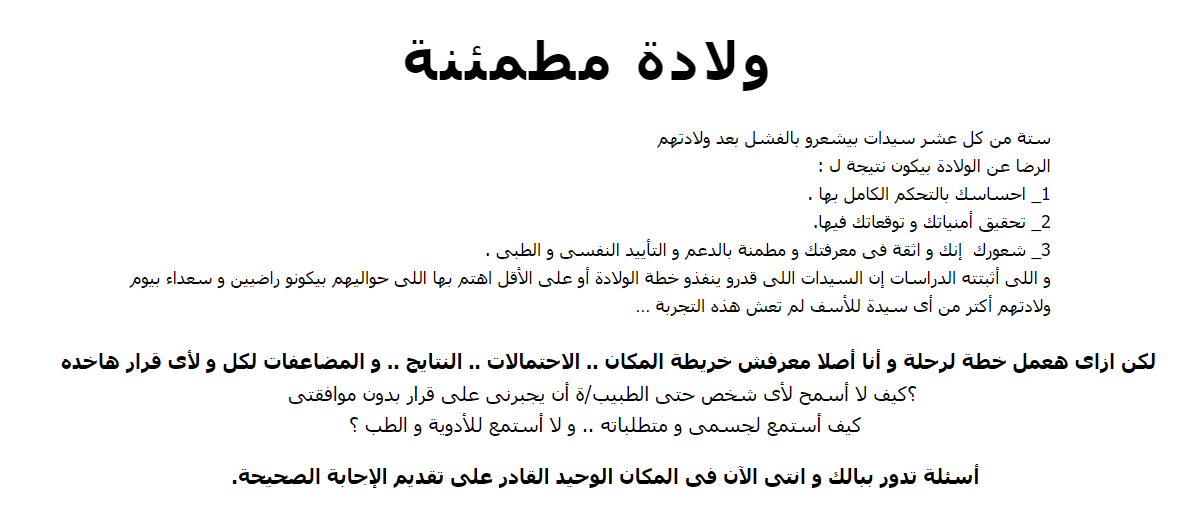 ولادة مطمئنة
ستة من كل عشر سيدات بيشعرو بالفشل بعد ولادتهم
الرضا عن الولادة بيكون نتيجة ل :
1_ احساسك بالتحكم الكامل بها .
2_ تحقيق أمنياتك و توقعاتك فيها.
3_ شعورك  إنك و اثقة فى معرفتك و مطمنة بالدعم و التأييد النفسى و الطبى .
و اللى أثبتته الدراسات إن السيدات اللى قدرو ينفذو خطة الولادة أو على الأقل اهتم بها اللى حواليهم بيكونو راضيين و سعداء بيوم
ولادتهم أكتر من أى سيدة للأسف لم تعش هذه التجربة ...
لكن ازاى هعمل خطة لرحلة و أنا أصلا معرفش خريطة المكان .. الاحتمالات .. النتايج .. و المضاعفات لكل و لأى قرار هاخده
؟كيف لا أسمح لأى شخص حتى الطبيب/ة أن يجبرنى على قرار بدون موافقتى
كيف أستمع لجسمى و متطلباته .. و لا أستمع للأدوية و الطب ؟
أسئلة تدور ببالك و انتى الآن فى المكان الوحيد القادر على تقديم الإجابة الصحيحة.